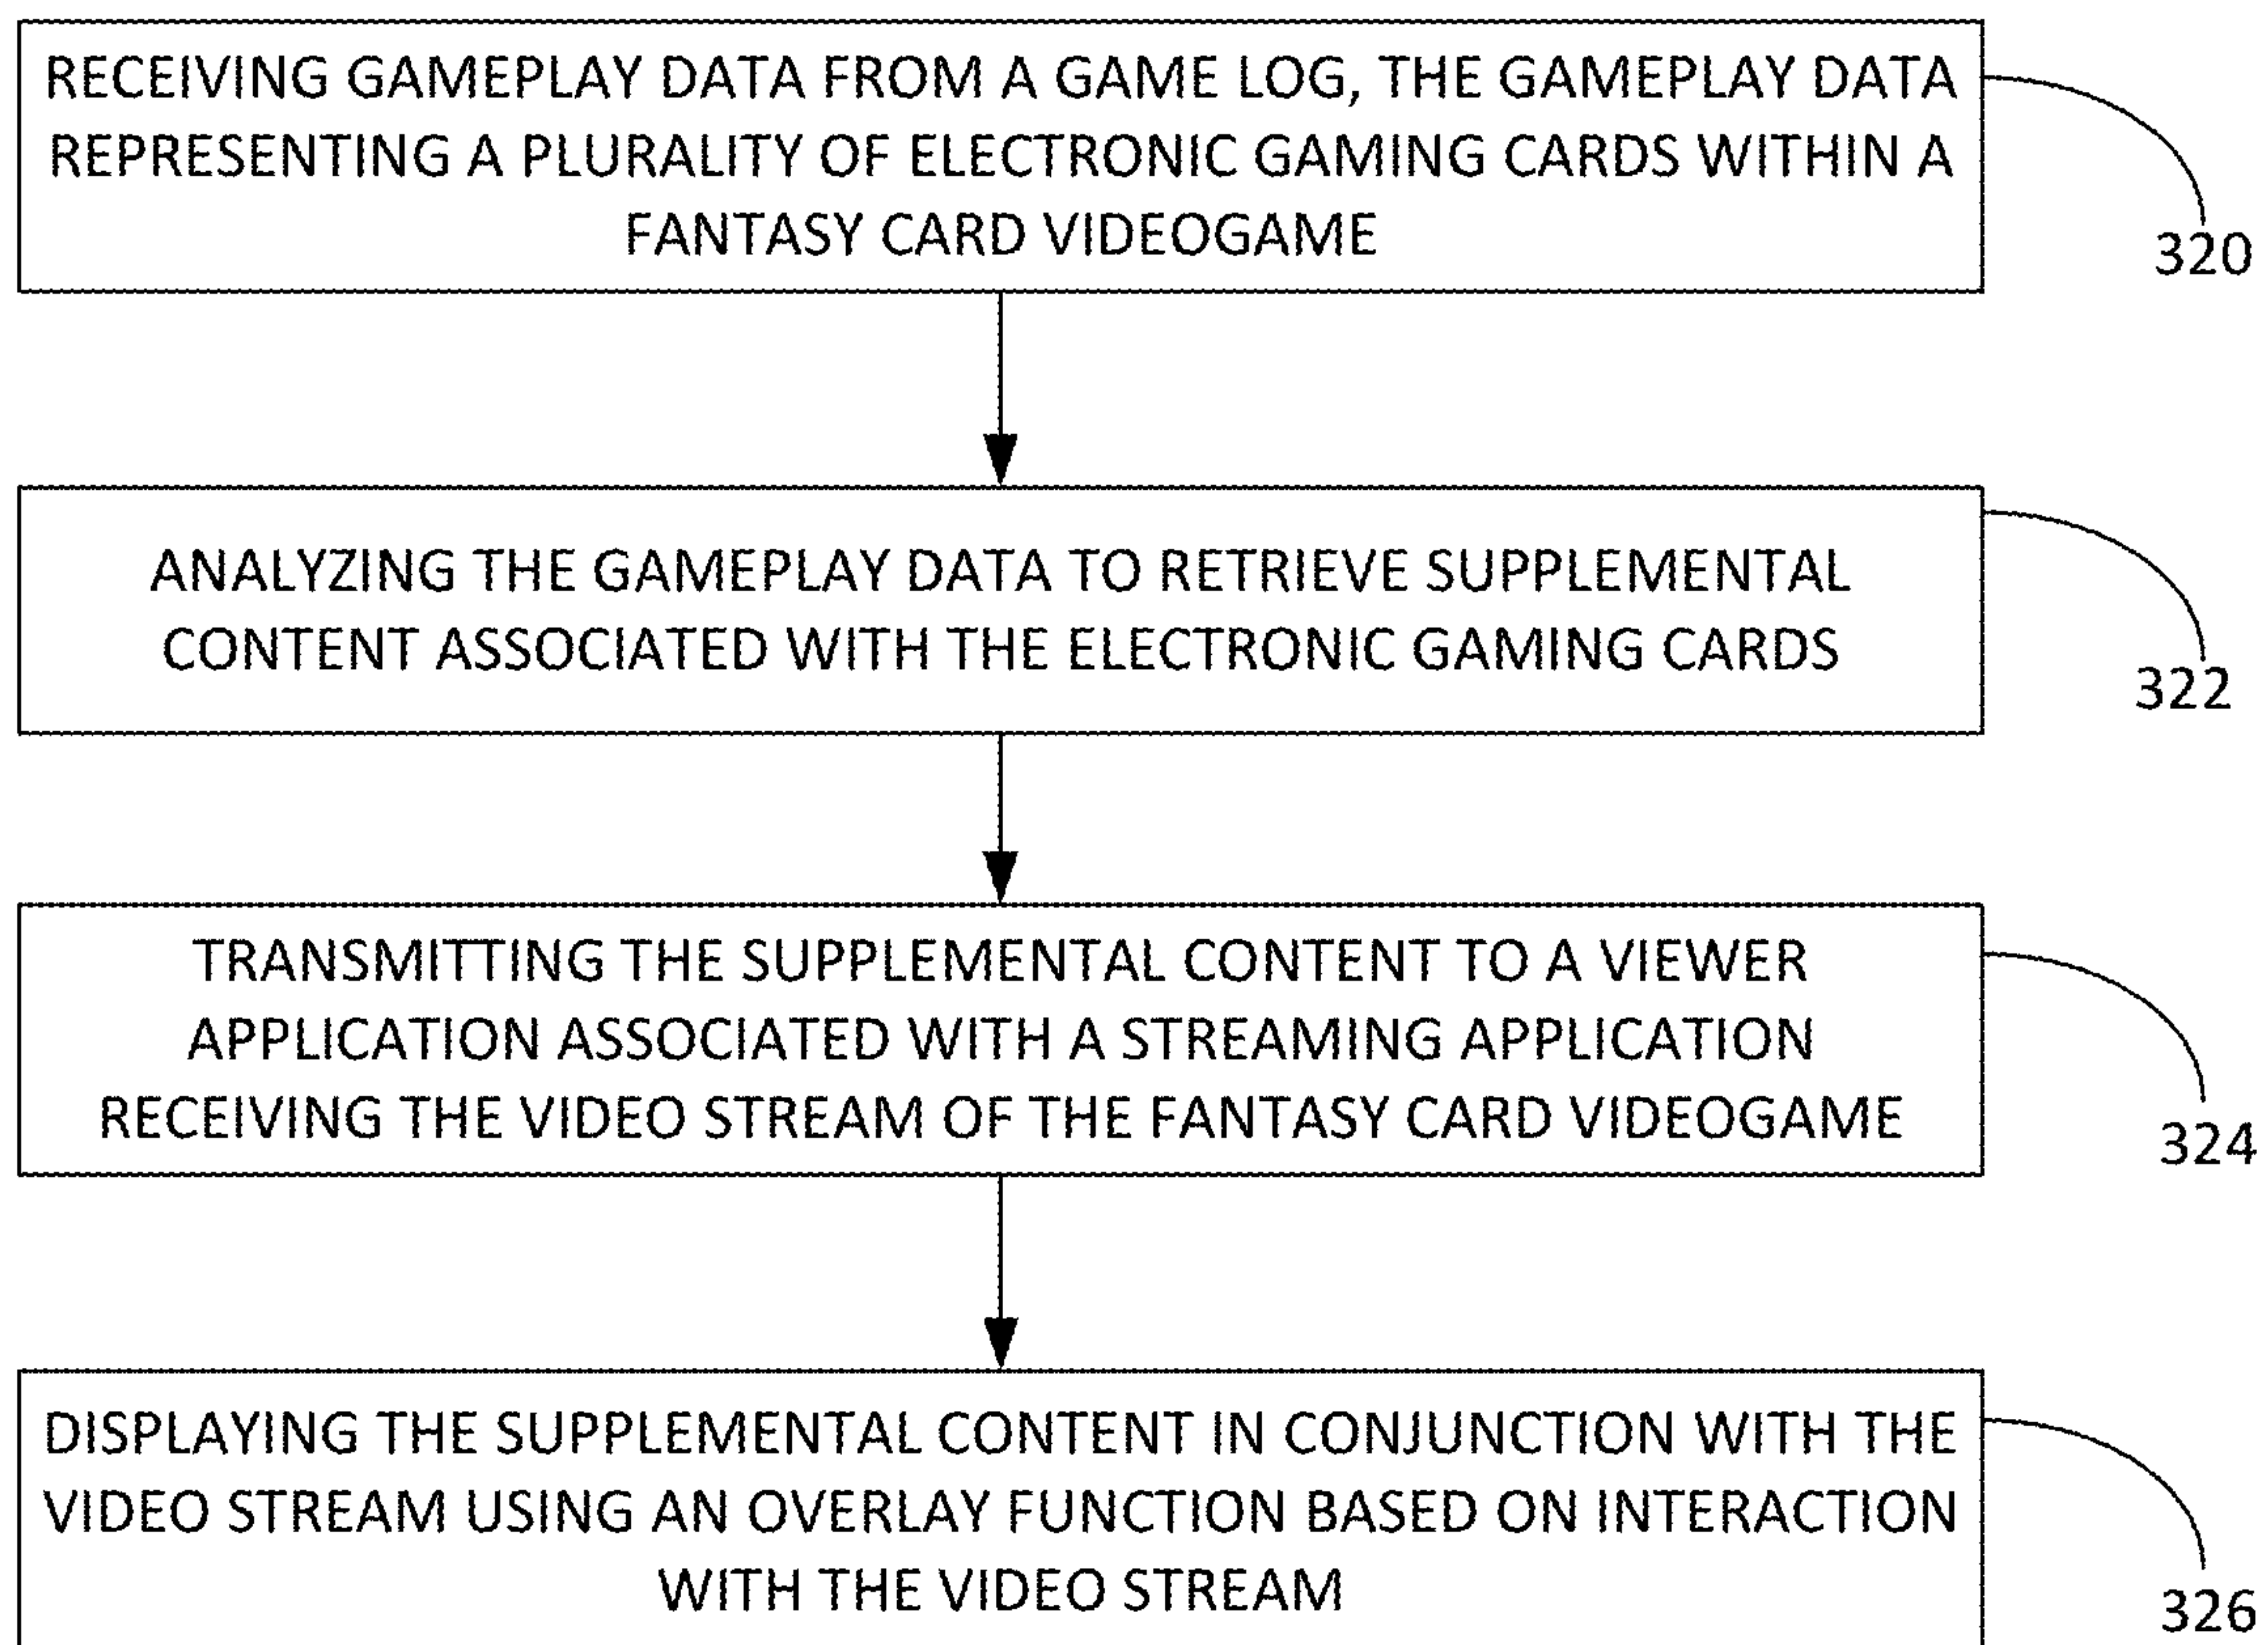 RECEIVING GAMEPLAY DATA FROM A GAME LOG, THE GAMEPLAY DATA
REPRESENTING A PLURALITY OF ELECTRONIC GAMING CARDS WITHIN A
FANTASY CARD VIDEOGAME
320
ANALYZING THE GAMEPLAY DATA TO RETRIEVE SUPPLEMENTAL
CONTENT ASSOCIATED WITH THE ELECTRONIC GAMING CARDS
322
TRANSMITTING THE SUPPLEMENTAL CONTENT TO A VIEWER
APPLICATION ASSOCIATED WITH A STREAMING APPLICATION
RECEIVING THE VIDEO STREAM OF THE FANTASY CARD VIDEOGAME
324
DISPLAYING THE SUPPLEMENTAL CONTENT IN CONJUNCTION WITH THE
VIDEO STREAM USING AN OVERLAY FUNCTION BASED ON INTERACTION
WITH THE VIDEO STREAM
326